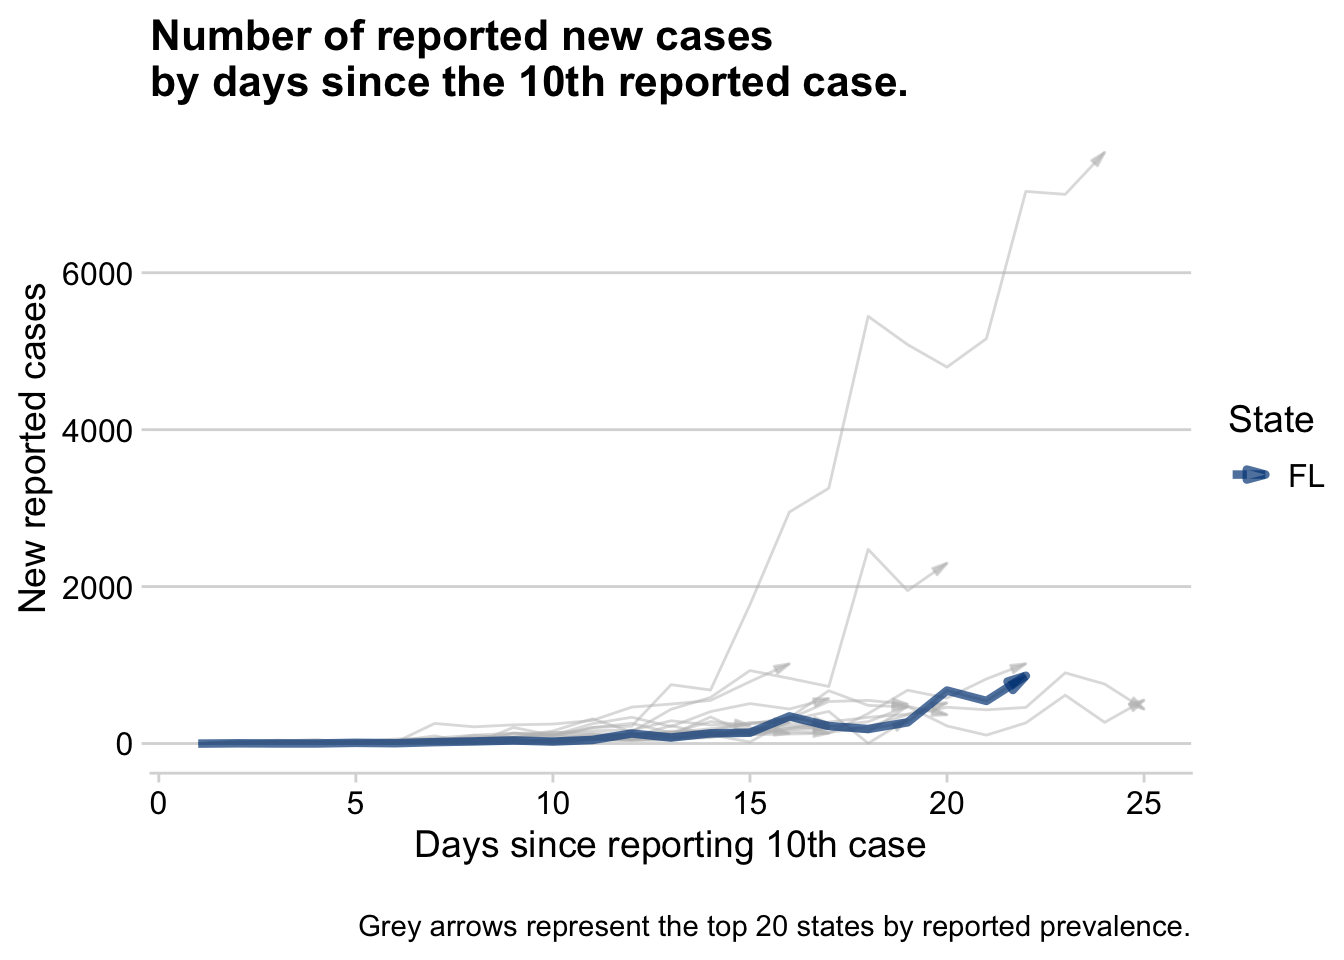 Number of reported new cases
by days since the 10th reported case.
New reported cases
6000
4000
2000
0
0 5 10 15 20 25
Days since reporting 10th case
State
FL
Grey arrows represent the top 20 states by reported prevalence.